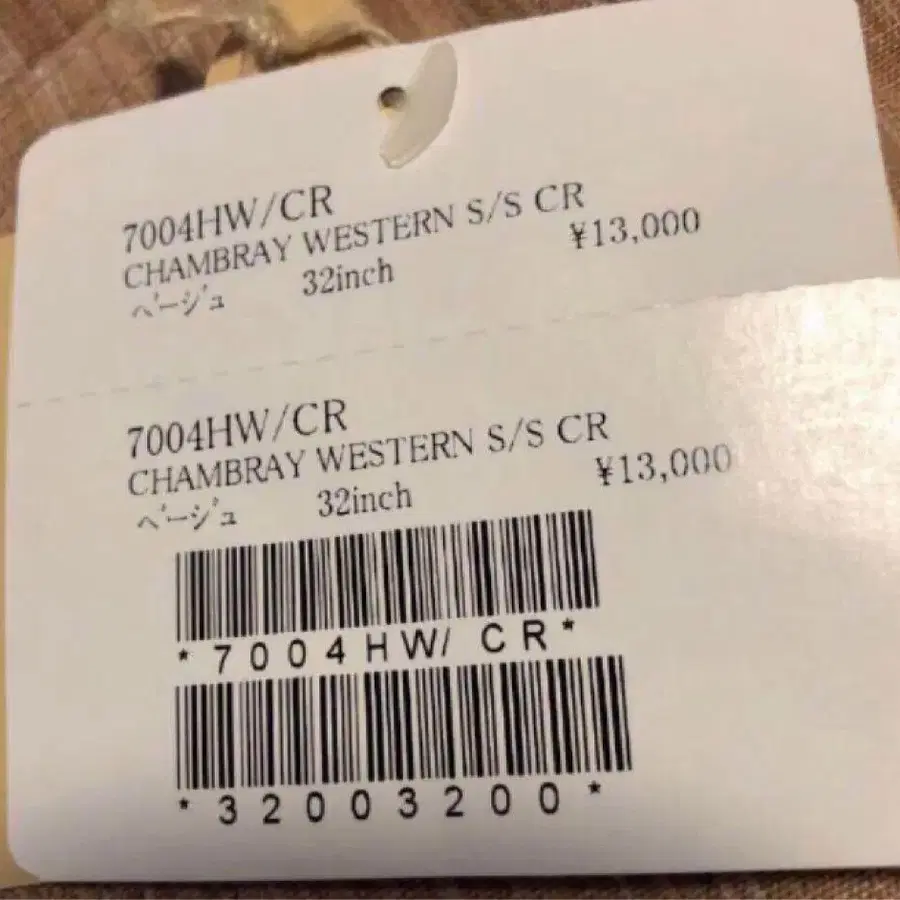 7004HW/CR
CHAMBRAY WESTERN S/S CR
ﾍﾞｰｼﾞｭ 32inch ¥13,000
7004HW/CR
CHAMBRAY WESTERN S/S CR
ﾍﾞｰｼﾞｭ 32inch ¥13,000
*7004HW/ CR*
*32003200*